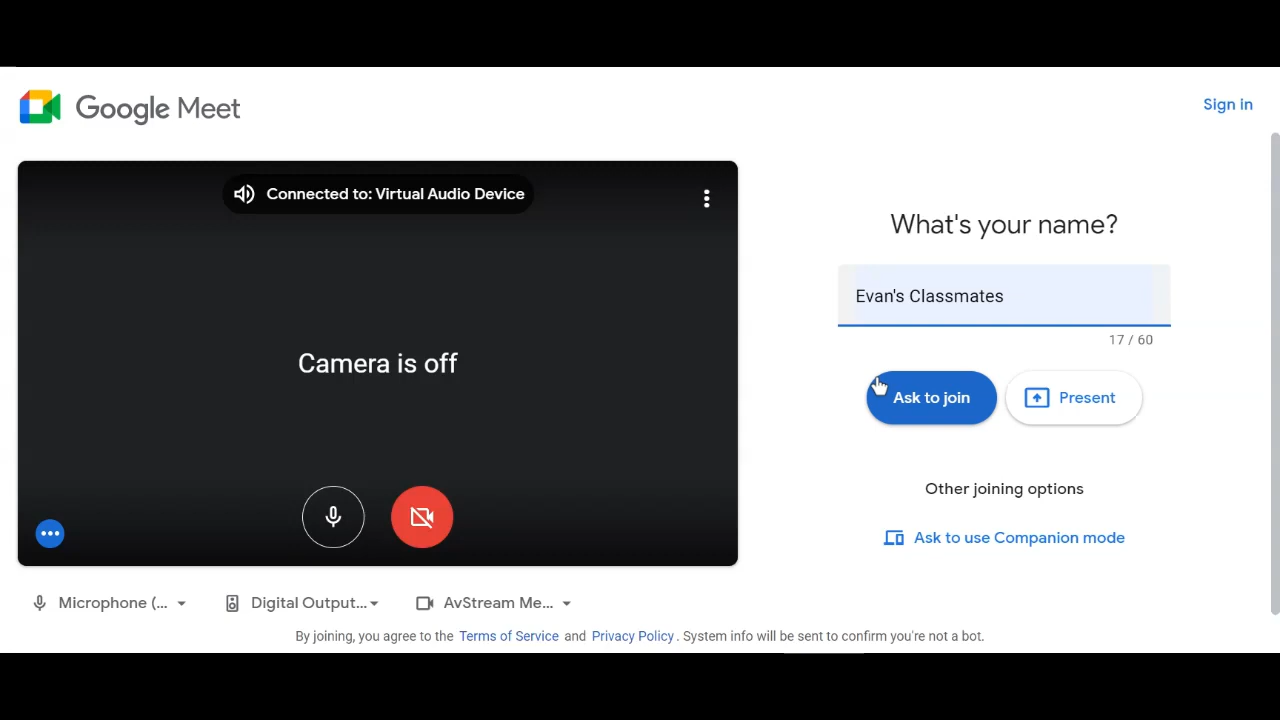 Google Meet
Sign in
Connected to: Virtual Audio Device
Camera is off
What's your name?
Evan's Classmates
17 / 60
Ask to join
Present
Other joining options
Ask to use Companion mode
Microphone (...
Digital Output...
AvStream Me...
By joining, you agree to the Terms of Service and Privacy Policy. System info will be sent to confirm you're not a bot.